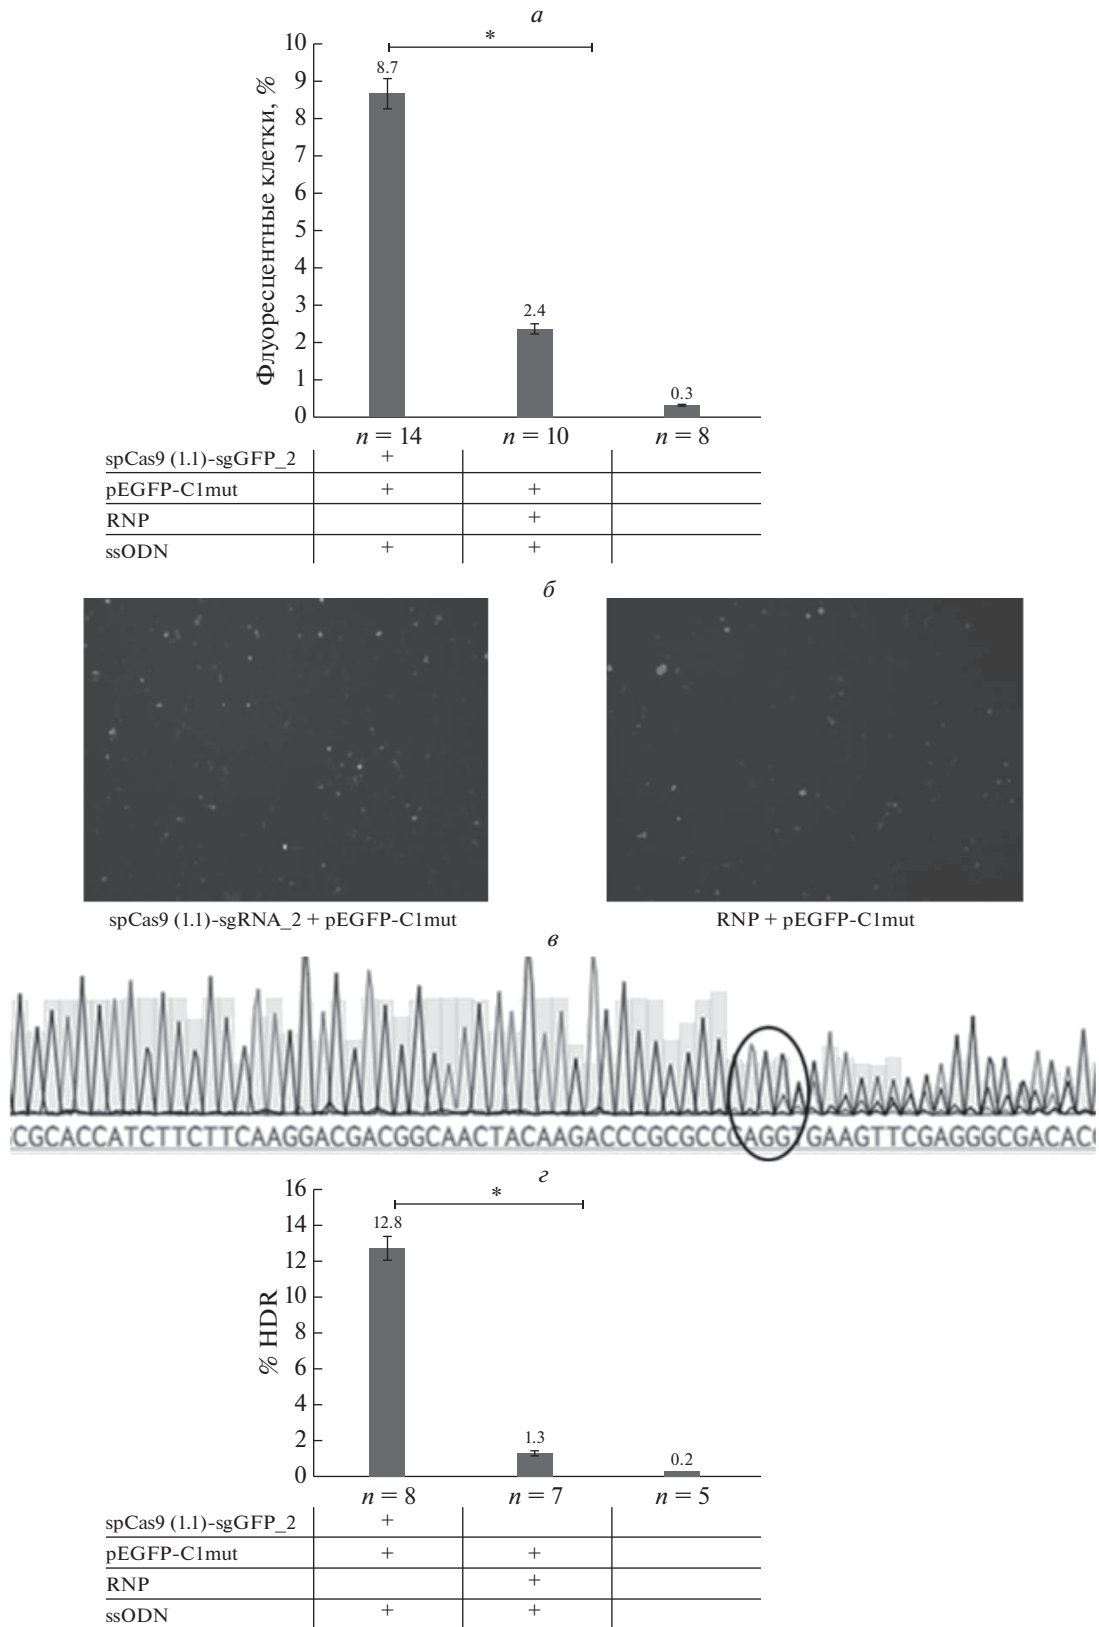 а
*
10
9
8
7
6
5
4
3
2
1
0
Флуоресцентные клетки, %
8.7
2.4
0.3
n = 14 n = 10 n = 8
spCas9 (1.1)-sgGFP_2 +
pEGFP-C1mut + +
RNP +
ssODN + +
б
spCas9 (1.1)-sgRNA_2 + pEGFP-C1mut
RNP + pEGFP-C1mut
в
CGCACCATCTTCTTCAAGGACGACGGCAACTACAAGACCCGCGCCGAGGTGAAGTTCGAGGGCGACACC
г
*
16
14
12
10
8
6
4
2
0
% HDR
12.8
1.3
0.2
n = 8 n = 7 n = 5
spCas9 (1.1)-sgGFP_2 +
pEGFP-C1mut + +
RNP +
ssODN + +